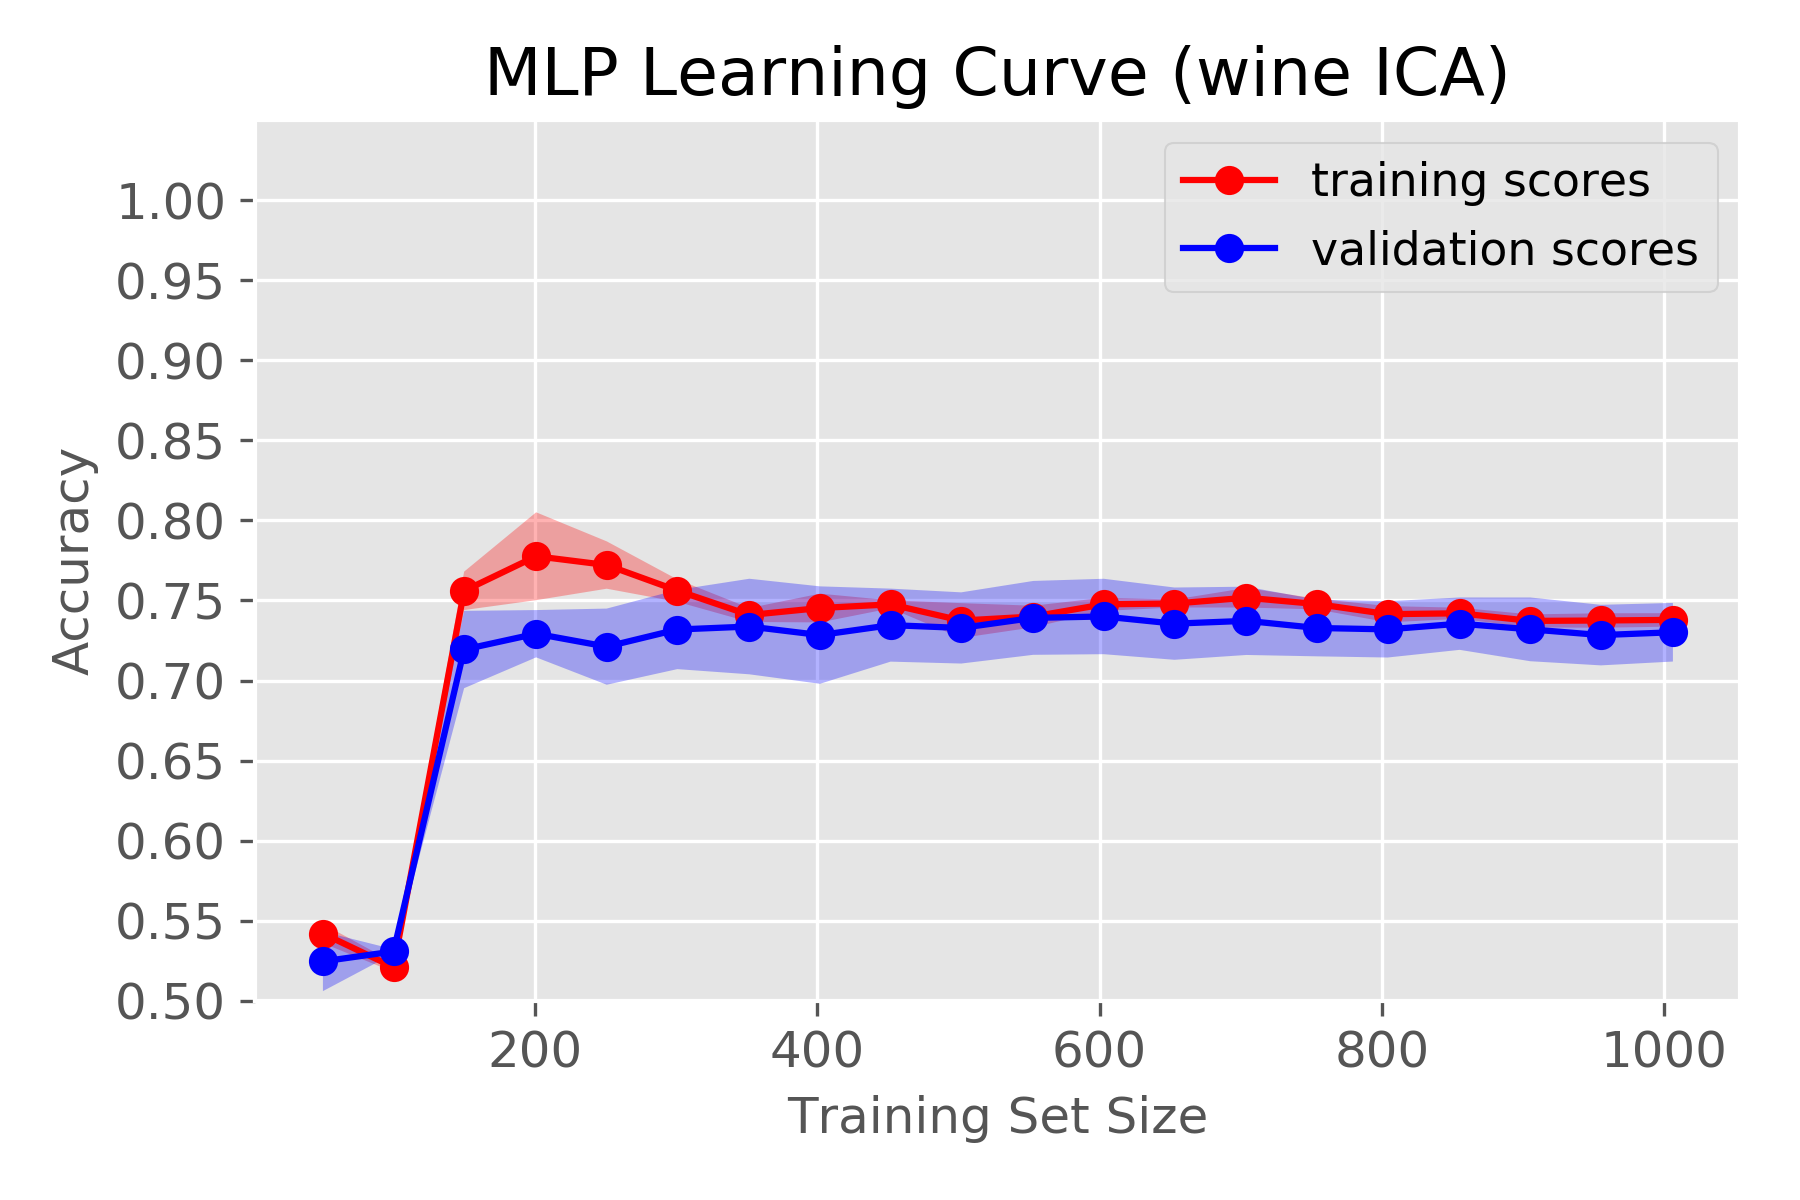 MLP Learning Curve (wine ICA)
training scores
validation scores
1.00
0.95
0.90
0.85
0.80
0.75
0.70
0.65
0.60
0.55
0.50
Accuracy
200 400 600 800 1000
Training Set Size